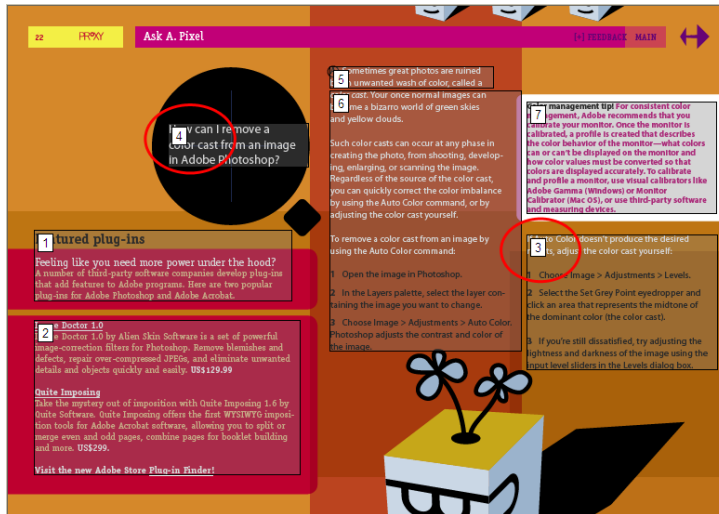 22
PROXY
Ask A. Pixel
[+] FEEDBACK MAIN
4
How can I remove a
color cast from an image
in Adobe Photoshop?
1
Featured plug-ins
Feeling like you need more power under the hood?
A number of third-party software companies develop plug-ins
that add features to Adobe programs. Here are two popular
plug-ins for Adobe Photoshop and Adobe Acrobat.
2
Doctor 1.0
Doctor 1.0 by Alien Skin Software is a set of powerful
image-correction filters for Photoshop. Remove blemishes and
defects, repair over-compressed JPEGs, and eliminate unwanted
details and objects quickly and easily. US$129.99
Quite Imposing
Take the mystery out of imposition with Quite Imposing 1.6 by
Quite Software. Quite Imposing offers the first WYSIWYG imposi-
tion tools for Adobe Acrobat software, allowing you to split or
merge even and odd pages, combine pages for booklet building
and more. US$299.
Visit the new Adobe Store Plug-in Finder!
5
Sometimes great photos are ruined
unwanted wash of color, called a
6
color cast. Your once normal images can
become a bizarro world of green skies
and yellow clouds.
Such color casts can occur at any phase in
creating the photo, from shooting, develop-
ing, enlarging, or scanning the image.
Regardless of the source of the color cast,
you can quickly correct the color imbalance
by using the Auto Color command, or by
adjusting the color cast yourself.
To remove a color cast from an image by
using the Auto Color command:
1 Open the image in Photoshop.
2 In the Layers palette, select the layer con-
taining the image you want to change.
3 Choose Image > Adjustments > Auto Color.
Photoshop adjusts the contrast and color of
the image.
7
Color management tip! For consistent color
management, Adobe recommends that you
calibrate your monitor. Once the monitor is
calibrated, a profile is created that describes
the color behavior of the monitor—what colors
can or can't be displayed on the monitor and
how color values must be converted so that
colors are displayed accurately. To calibrate
and profile a monitor, use visual calibrators like
Adobe Gamma (Windows) or Monitor
Calibrator (Mac OS), or use third-party software
and measuring devices.
3
If Auto Color doesn't produce the desired
results, adjust the color cast yourself:
1 Choose Image > Adjustments > Levels.
2 Select the Set Grey Point eyedropper and
click an area that represents the midtone of
the dominant color (the color cast).
3 If you're still dissatisfied, try adjusting the
lightness and darkness of the image using the
input level sliders in the Levels dialog box.